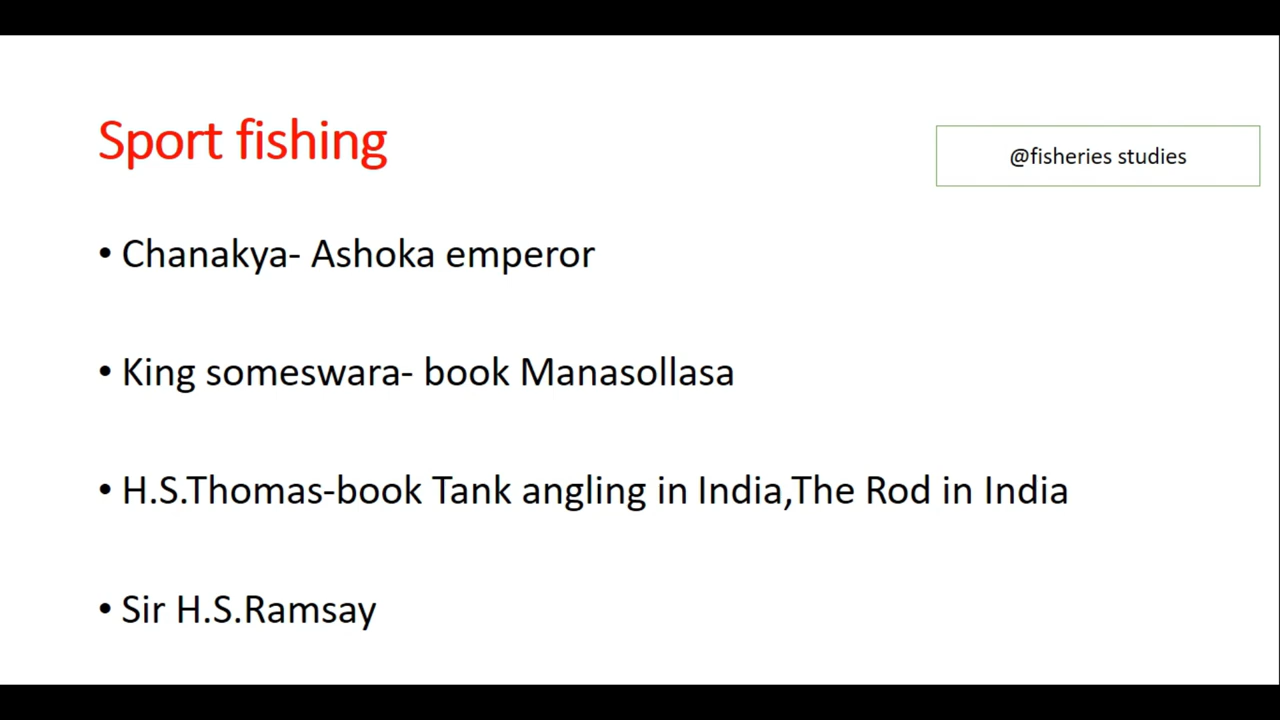 Sport fishing
@fisheries studies
• Chanakya- Ashoka emperor
• King someswara- book Manasollasa
• H.S.Thomas-book Tank angling in India,The Rod in India
• Sir H.S.Ramsay